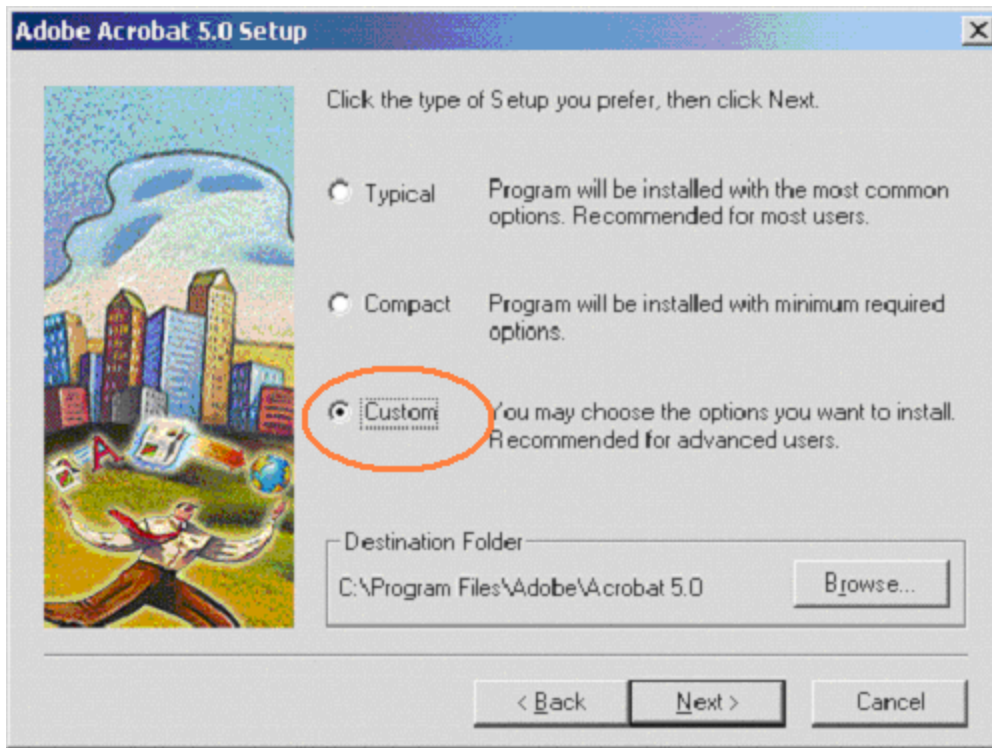 Adobe Acrobat 5.0 Setup
Click the type of Setup you prefer, then click Next.
Typical
Program will be installed with the most common
options. Recommended for most users.
Compact
Program will be installed with minimum required
options.
Custom
You may choose the options you want to install.
Recommended for advanced users.
A
Destination Folder
C:\Program Files\Adobe\Acrobat 5.0
Browse...
< Back
Next >
Cancel